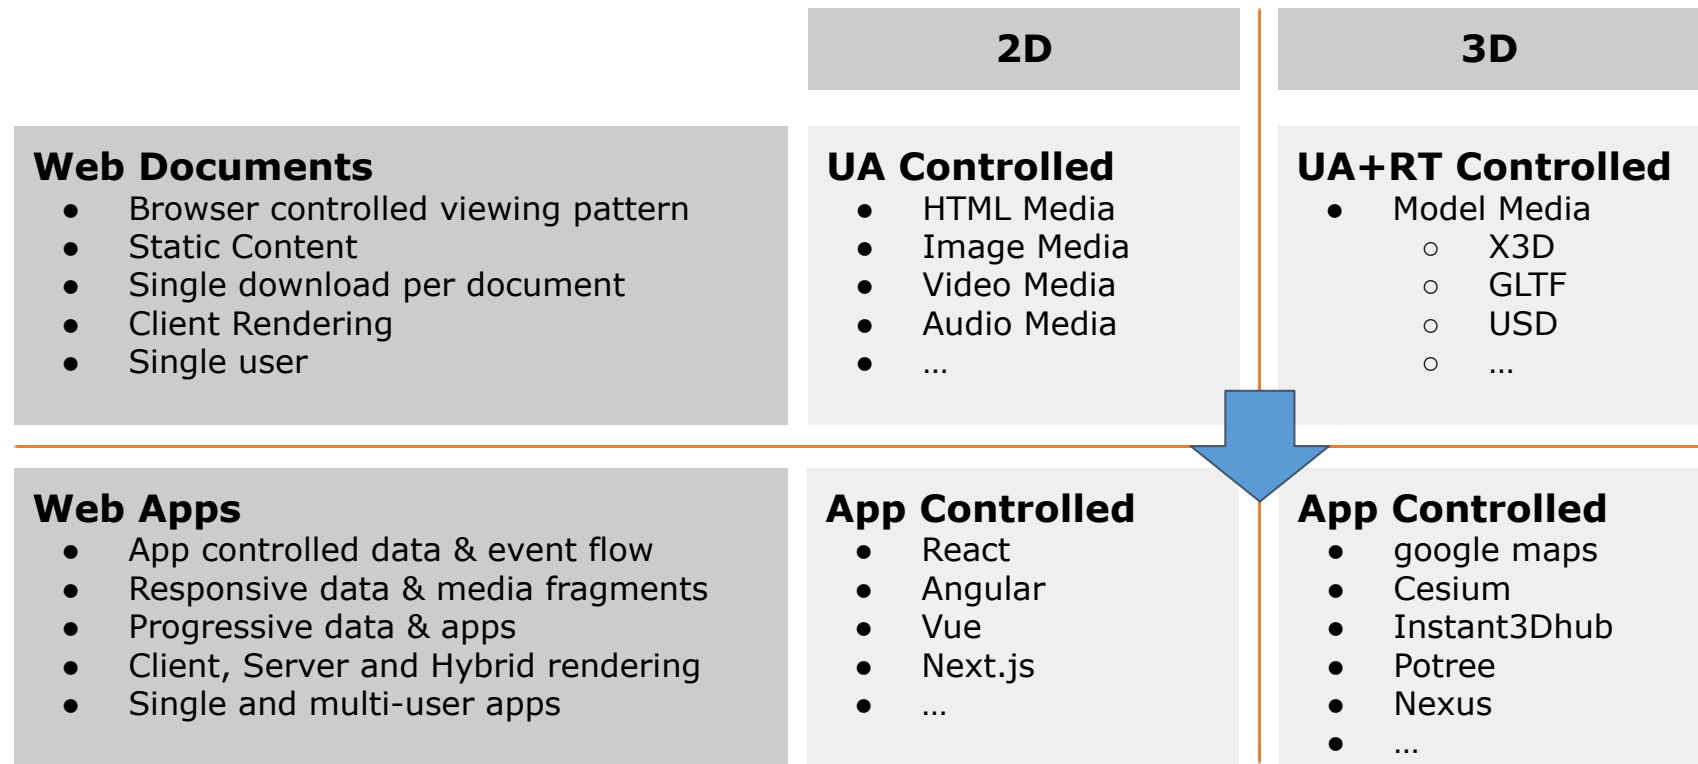 2D
3D
Web Documents
● Browser controlled viewing pattern
● Static Content
● Single download per document
● Client Rendering
● Single user
UA Controlled
● HTML Media
● Image Media
● Video Media
● Audio Media
● …
UA+RT Controlled
● Model Media
○ X3D
○ GLTF
○ USD
○ …
Web Apps
● App controlled data & event flow
● Responsive data & media fragments
● Progressive data & apps
● Client, Server and Hybrid rendering
● Single and multi-user apps
App Controlled
● React
● Angular
● Vue
● Next.js
● …
App Controlled
● google maps
● Cesium
● Instant3Dhub
● Potree
● Nexus
● …